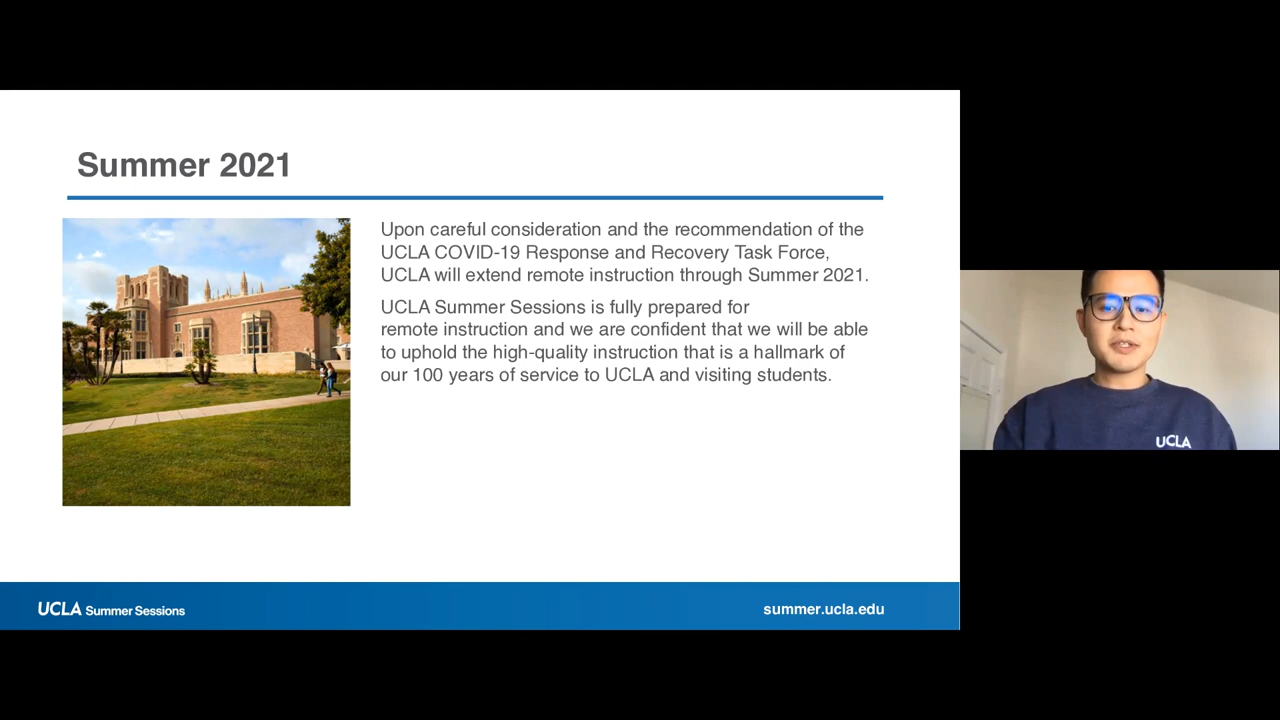 Summer 2021
Upon careful consideration and the recommendation of the
UCLA COVID-19 Response and Recovery Task Force,
UCLA will extend remote instruction through Summer 2021.
UCLA Summer Sessions is fully prepared for
remote instruction and we are confident that we will be able
to uphold the high-quality instruction that is a hallmark of
our 100 years of service to UCLA and visiting students.
UCLA Summer Sessions
summer.ucla.edu
UCLA